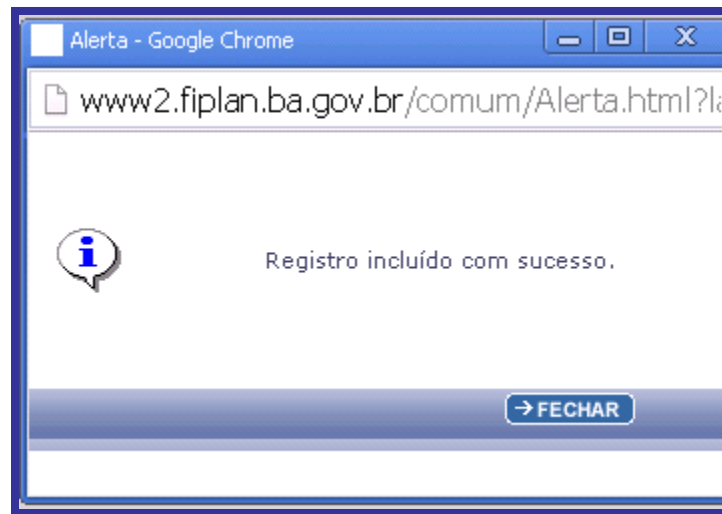 Alerta - Google Chrome
www2.fiplan.ba.gov.br/comum/Alerta.html?la
i
Registro incluído com sucesso.
FECHAR